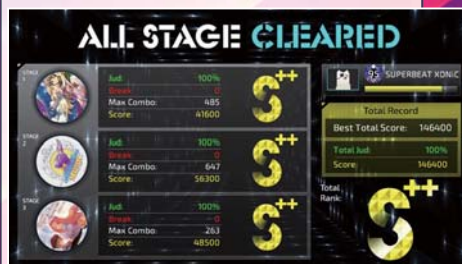 ALL STAGE CLEARED
STAGE 1
Jud: 100%
Break: 0
Max Combo: 485
Score: 41600
S++
STAGE 2
Jud: 100%
Break: 0
Max Combo: 647
Score: 56300
S++
STAGE 3
Jud: 100%
Break: 0
Max Combo: 263
Score: 48500
S++
95 SUPERBEAT XONiC
Total Record
Best Total Score: 146400
Total Jud: 100%
Score: 146400
Total Rank:
S++